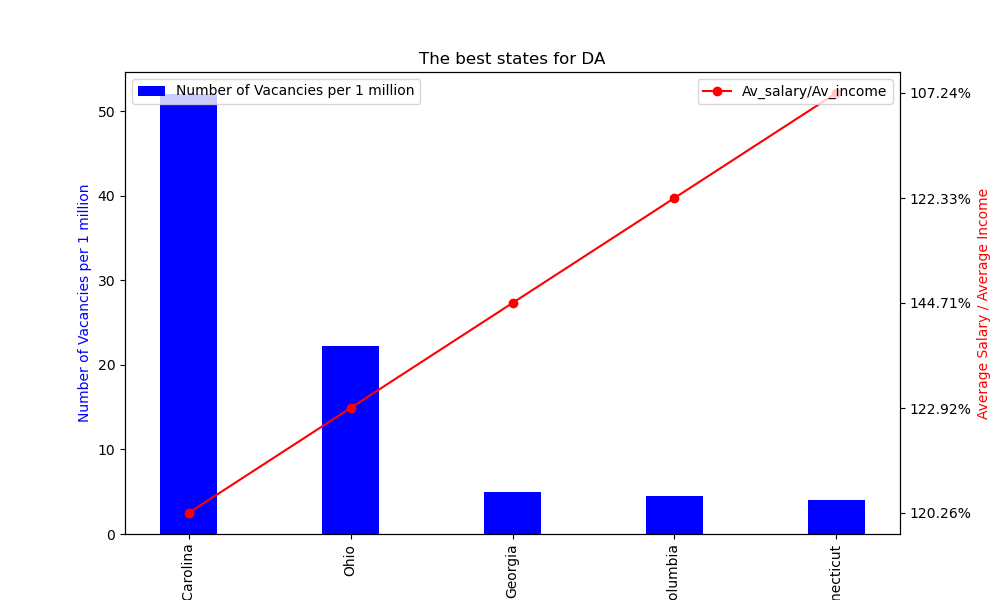 The best states for DA
Number of Vacancies per 1 million
Av_salary/Av_income
Number of Vacancies per 1 million
50
40
30
20
10
0
107.24%
122.33%
144.71%
122.92%
120.26%
Average Salary / Average Income
Carolina
Ohio
Georgia
olumbia
necticut